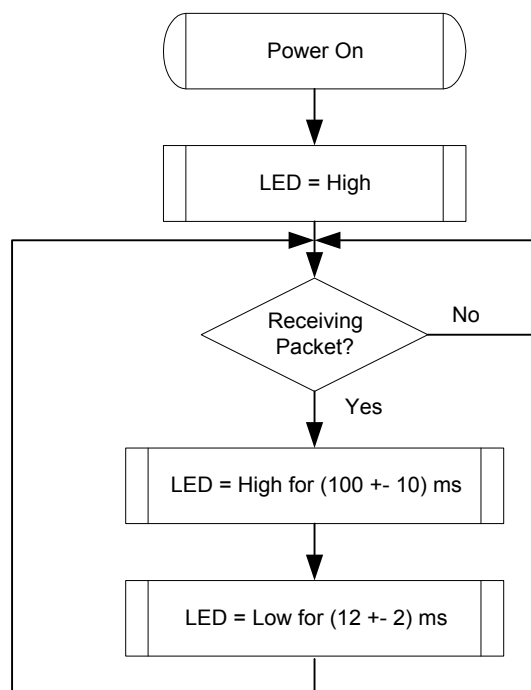 Power On
LED = High
Receiving
Packet?
No
Yes
LED = High for (100 +- 10) ms
LED = Low for (12 +- 2) ms